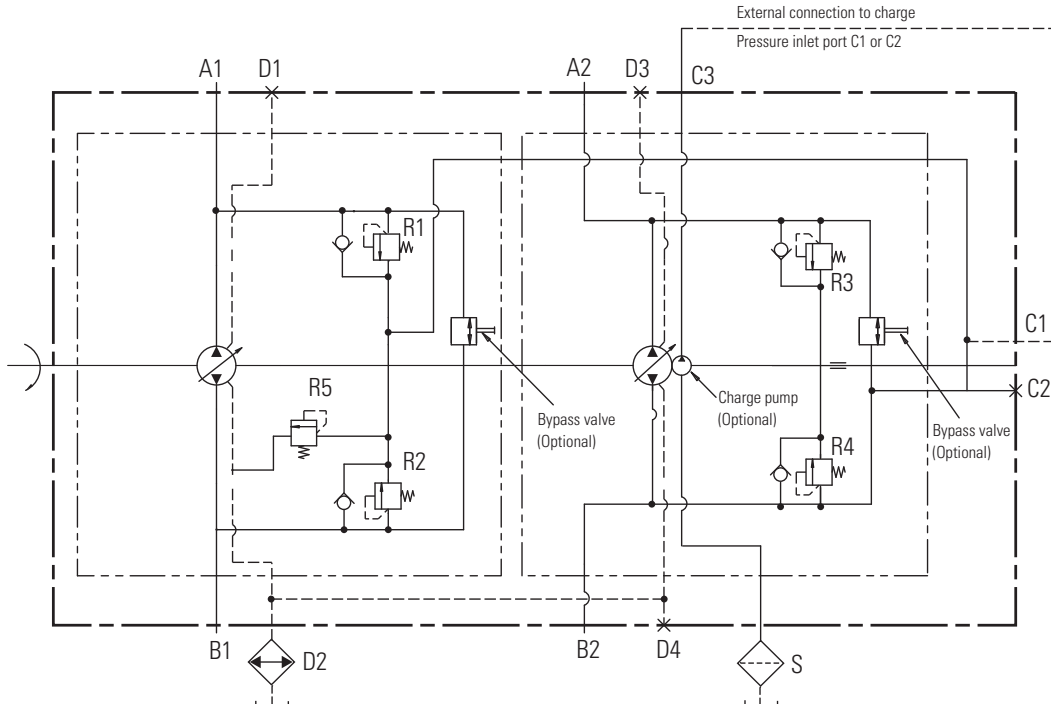 External connection to charge
Pressure inlet port C1 or C2
A1
D1
A2
D3
C3
R1
R3
C1
R5
C2
Charge pump
(Optional)
Bypass valve
(Optional)
Bypass valve
(Optional)
R2
R4
B1
D2
B2
D4
S